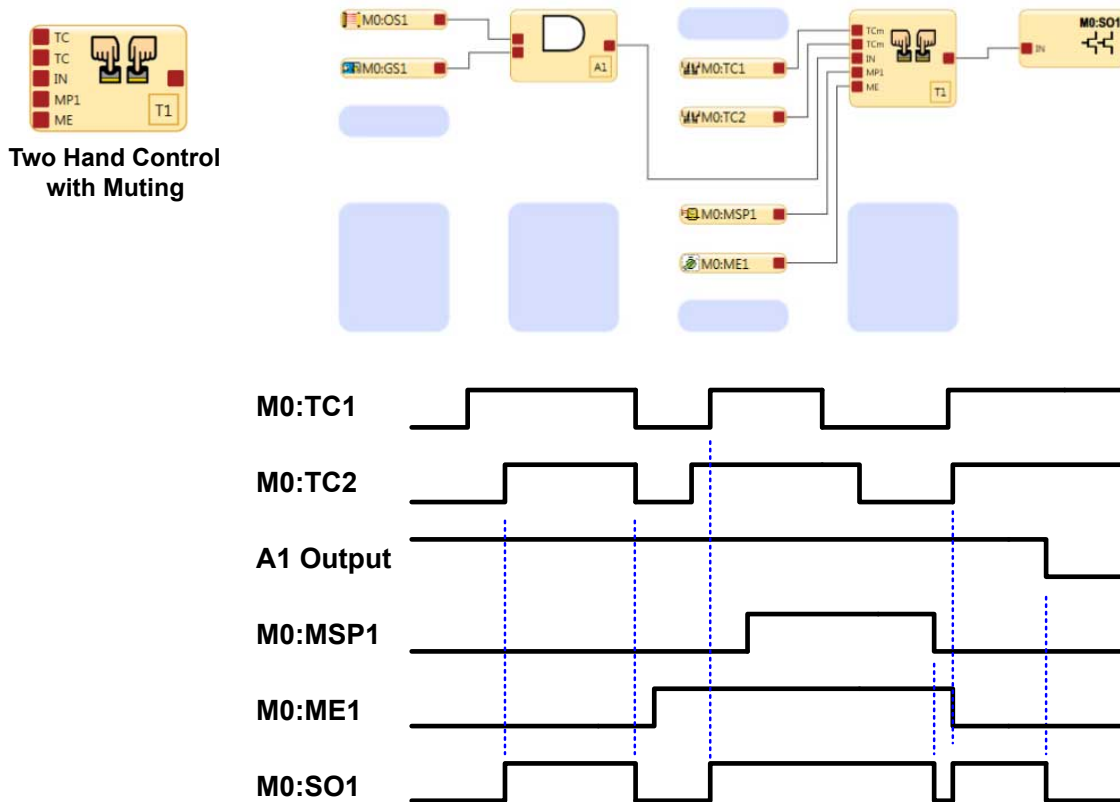 TC
TC
IN
MP1
ME
T1
Two Hand Control
with Muting
M0:OS1
M0:GS1
A1
M0:TC1
M0:TC2
M0:MSP1
M0:ME1
TCm
TCm
IN
MP1
ME
T1
M0:SO1
IN
M0:TC1
M0:TC2
A1 Output
M0:MSP1
M0:ME1
M0:SO1